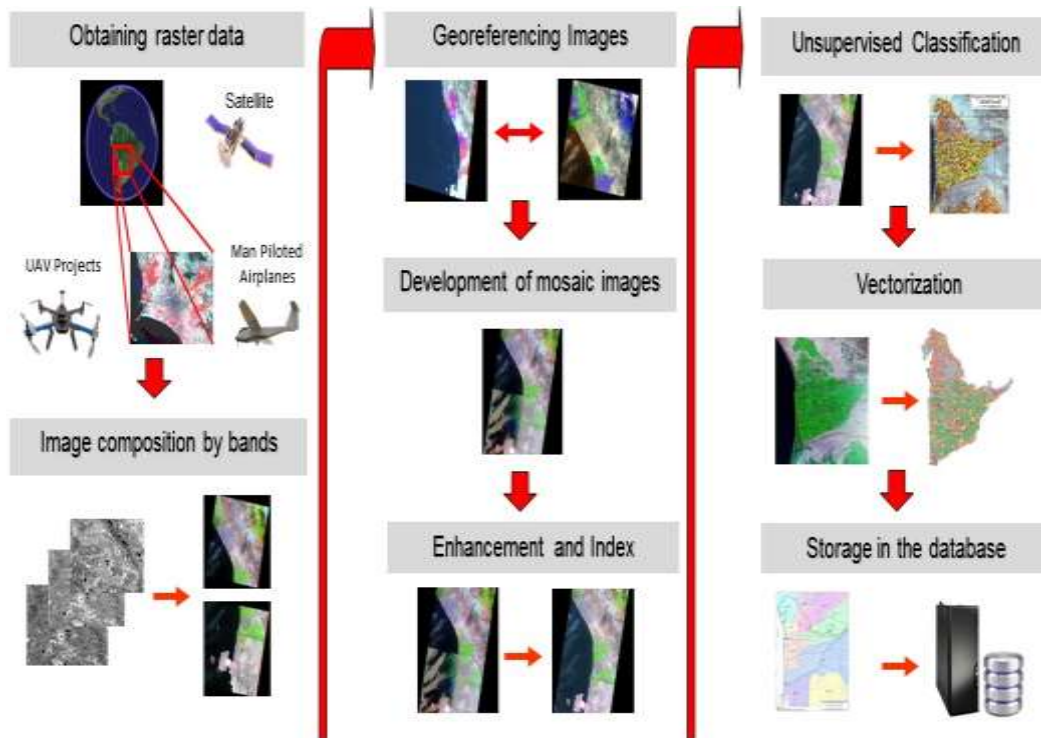 Obtaining raster data
Satellite
UAV Projects
Man Piloted
Airplanes
Image composition by bands
Georeferencing Images
Development of mosaic images
Enhancement and Index
Unsupervised Classification
Vectorization
Storage in the database